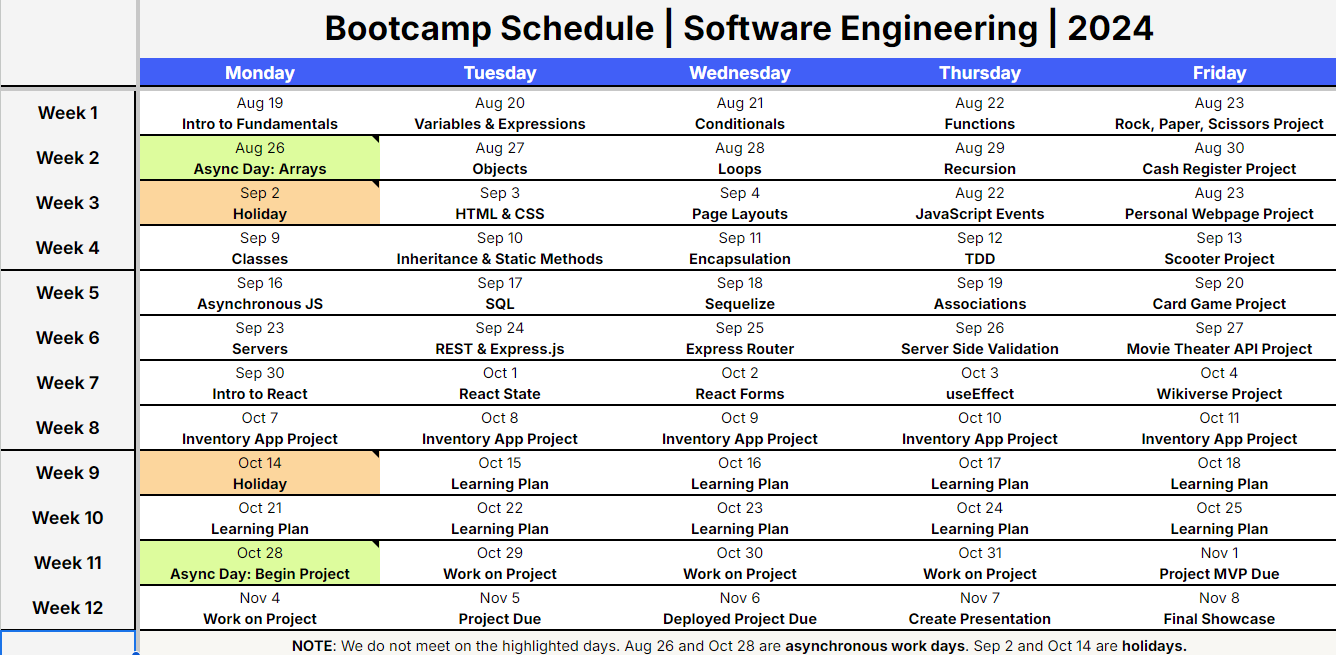 Bootcamp Schedule | Software Engineering | 2024
Monday Tuesday Wednesday Thursday Friday
Week 1
Aug 19 Aug 20 Aug 21 Aug 22 Aug 23
Intro to Fundamentals Variables & Expressions Conditionals Functions Rock, Paper, Scissors Project
Week 2
Aug 26 Aug 27 Aug 28 Aug 29 Aug 30
Async Day: Arrays Objects Loops Recursion Cash Register Project
Week 3
Sep 2 Sep 3 Sep 4 Aug 22 Aug 23
Holiday HTML & CSS Page Layouts JavaScript Events Personal Webpage Project
Week 4
Sep 9 Sep 10 Sep 11 Sep 12 Sep 13
Classes Inheritance & Static Methods Encapsulation TDD Scooter Project
Week 5
Sep 16 Sep 17 Sep 18 Sep 19 Sep 20
Asynchronous JS SQL Sequelize Associations Card Game Project
Week 6
Sep 23 Sep 24 Sep 25 Sep 26 Sep 27
Servers REST & Express.js Express Router Server Side Validation Movie Theater API Project
Week 7
Sep 30 Oct 1 Oct 2 Oct 3 Oct 4
Intro to React React State React Forms useEffect Wikiverse Project
Week 8
Oct 7 Oct 8 Oct 9 Oct 10 Oct 11
Inventory App Project Inventory App Project Inventory App Project Inventory App Project Inventory App Project
Week 9
Oct 14 Oct 15 Oct 16 Oct 17 Oct 18
Holiday Learning Plan Learning Plan Learning Plan Learning Plan
Week 10
Oct 21 Oct 22 Oct 23 Oct 24 Oct 25
Learning Plan Learning Plan Learning Plan Learning Plan Learning Plan
Week 11
Oct 28 Oct 29 Oct 30 Oct 31 Nov 1
Async Day: Begin Project Work on Project Work on Project Work on Project Project MVP Due
Week 12
Nov 4 Nov 5 Nov 6 Nov 7 Nov 8
Work on Project Project Due Deployed Project Due Create Presentation Final Showcase
NOTE: We do not meet on the highlighted days. Aug 26 and Oct 28 are asynchronous work days. Sep 2 and Oct 14 are holidays.